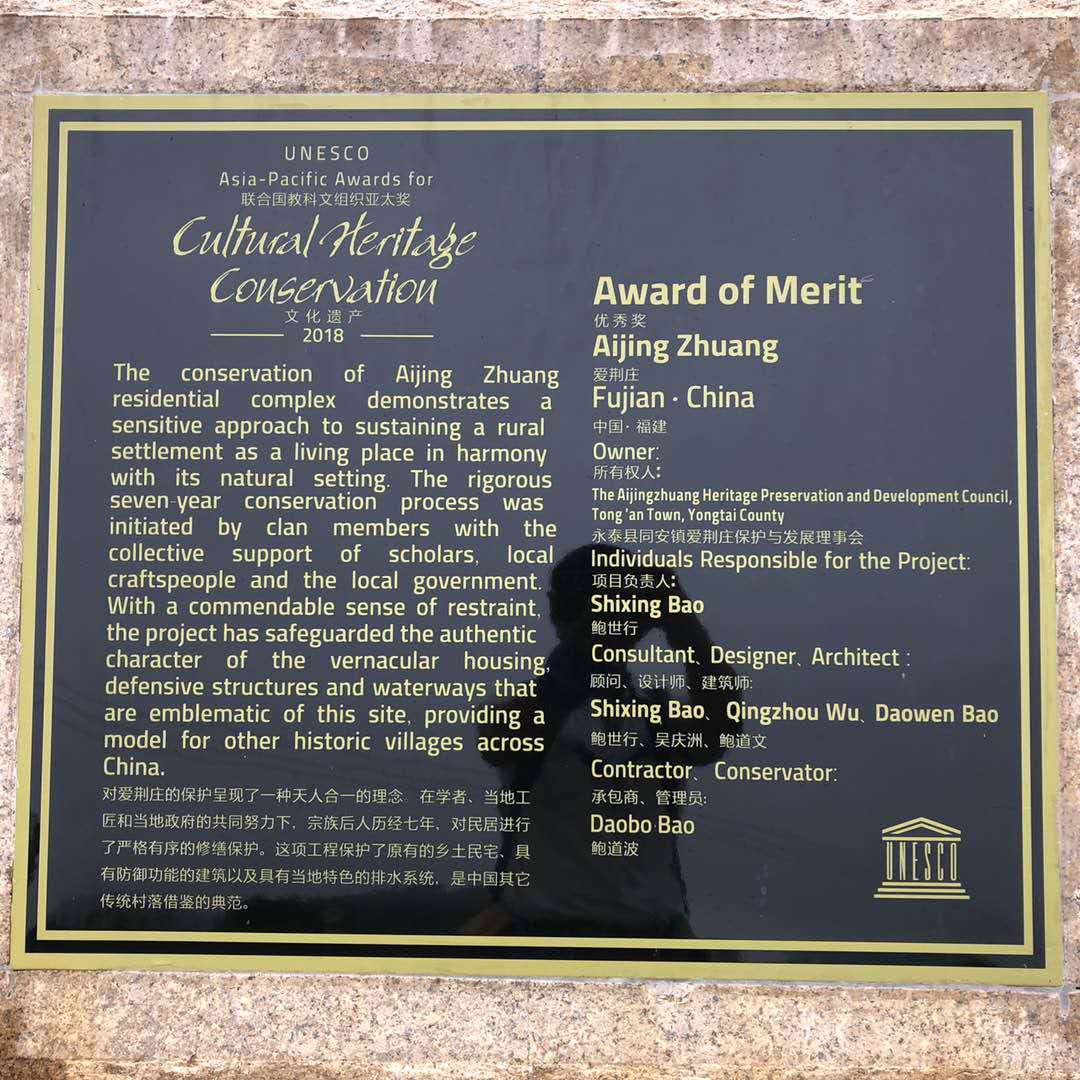 UNESCO
Asia-Pacific Awards for
联合国教科文组织亚太奖
Cultural Heritage
Conservation
文化遗产
2018
The conservation of Aijing Zhuang
residential complex demonstrates a
sensitive approach to sustaining a rural
settlement as a living place in harmony
with its natural setting. The rigorous
seven-year conservation process was
initiated by clan members with the
collective support of scholars, local
craftspeople and the local government.
With a commendable sense of restraint,
the project has safeguarded the authentic
character of the vernacular housing,
defensive structures and waterways that
are emblematic of this site, providing a
model for other historic villages across
China.
对爱荆庄的保护呈现了一种天人合一的理念。在学者、当地工
匠和当地政府的共同努力下，宗族后人历经七年，对民居进行
了严格有序的修缮保护。这项工程保护了原有的乡土民宅、具
有防御功能的建筑以及具有当地特色的排水系统，是中国其它
传统村落借鉴的典范。
Award of Merit
优秀奖
Aijing Zhuang
爱荆庄
Fujian · China
中国·福建
Owner:
所有权人:
The Aijingzhuang Heritage Preservation and Development Council,
Tong'an Town, Yongtai County
永泰县同安镇爱荆庄保护与发展理事会
Individuals Responsible for the Project:
项目负责人:
Shixing Bao
鲍世行
Consultant、Designer、Architect :
顾问、设计师、建筑师:
Shixing Bao、Qingzhou Wu、Daowen Bao
鲍世行、吴庆洲、鲍道文
Contractor、Conservator:
承包商、管理员:
Daobo Bao
鲍道波
UNESCO